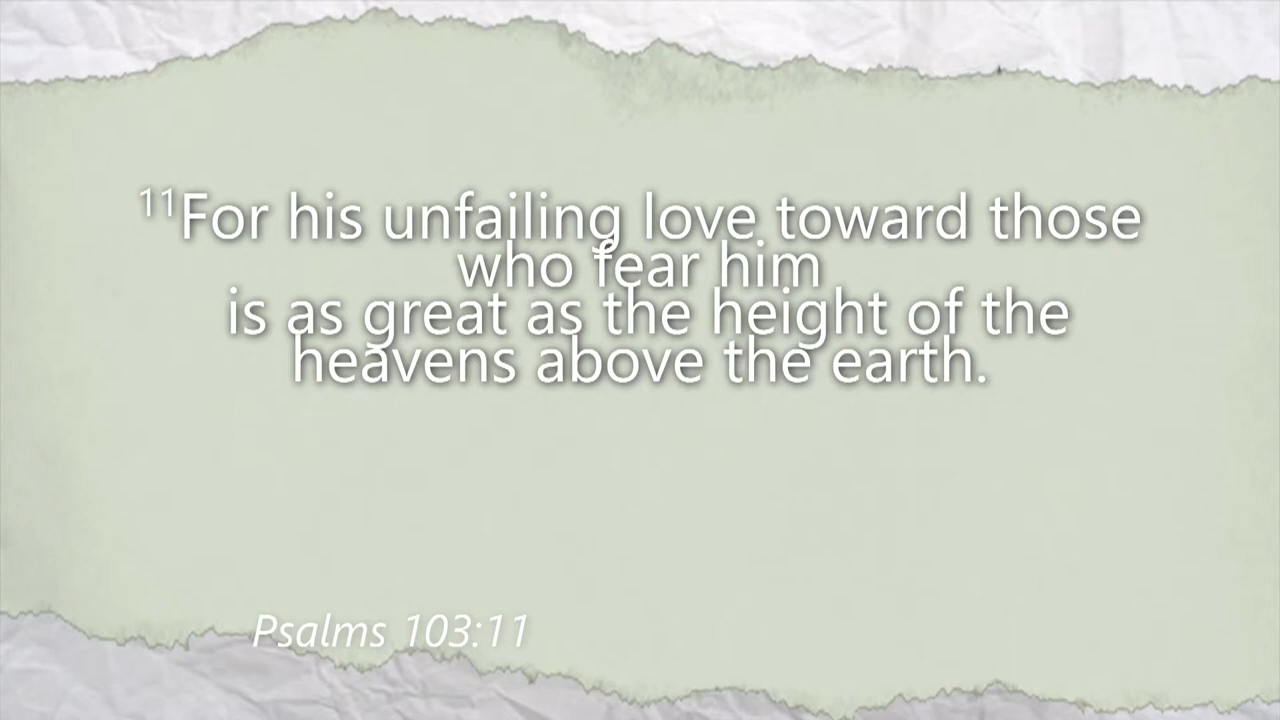 ¹¹For his unfailing love toward those
who fear him
is as great as the height of the
heavens above the earth.
Psalms 103:11